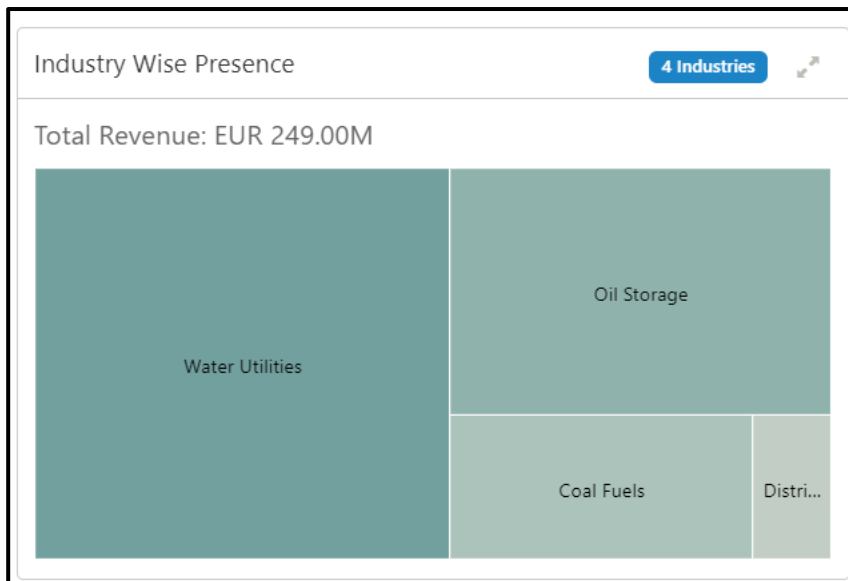 Industry Wise Presence
4 Industries
Total Revenue: EUR 249.00M
Oil Storage
Water Utilities
Coal Fuels
Distri...